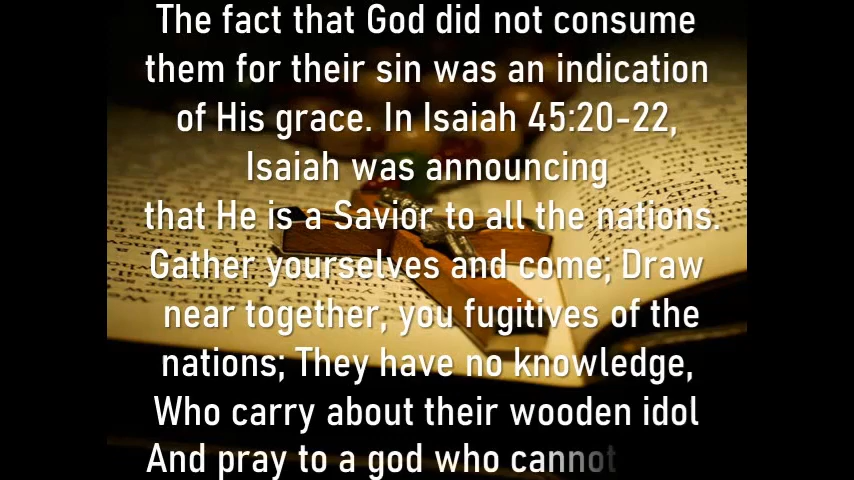 The fact that God did not consume
them for their sin was an indication
of His grace. In Isaiah 45:20-22,
Isaiah was announcing
that He is a Savior to all the nations.
Gather yourselves and come; Draw
near together, you fugitives of the
nations; They have no knowledge,
Who carry about their wooden idol
And pray to a god who cannot